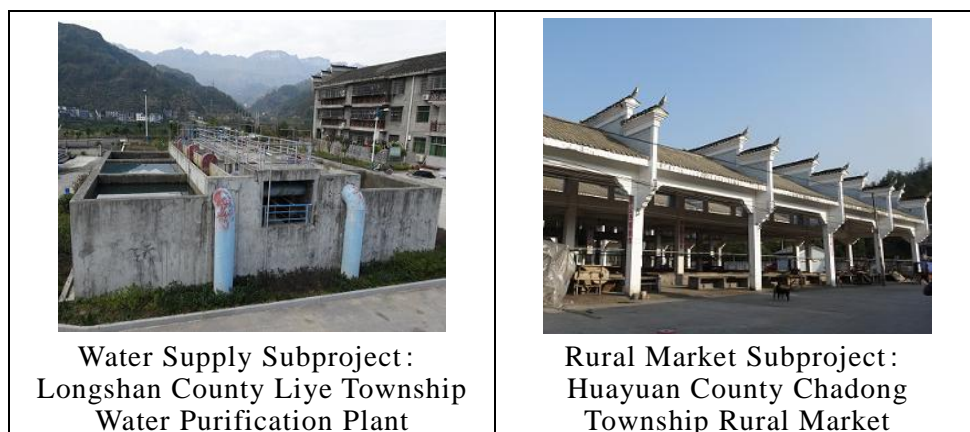 Water Supply Subproject:
Longshan County Liye Township
Water Purification Plant
Rural Market Subproject:
Huayuan County Chadong
Township Rural Market